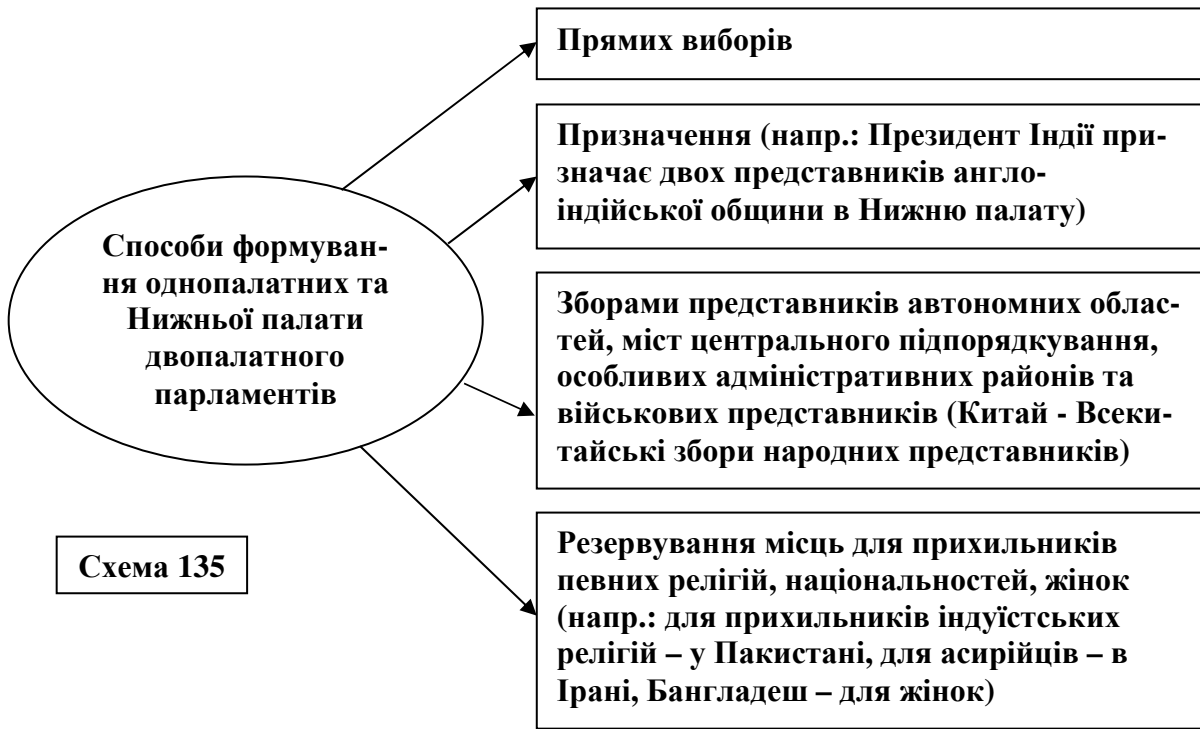 Прямих виборів
Призначення (напр.: Президент Індії при-
значає двох представників англо-
індійської общини в Нижню палату)
Способи формуван-
ня однопалатних та
Нижньої палати
двопалатного
парламентів
Зборами представників автономних облас-
тей, міст центрального підпорядкування,
особливих адміністративних районів та
військових представників (Китай - Всеки-
тайські збори народних представників)
Резервування місць для прихильників
певних релігій, національностей, жінок
(напр.: для прихильників індуїстських
релігій – у Пакистані, для асирійців – в
Ірані, Бангладеш – для жінок)
Схема 135